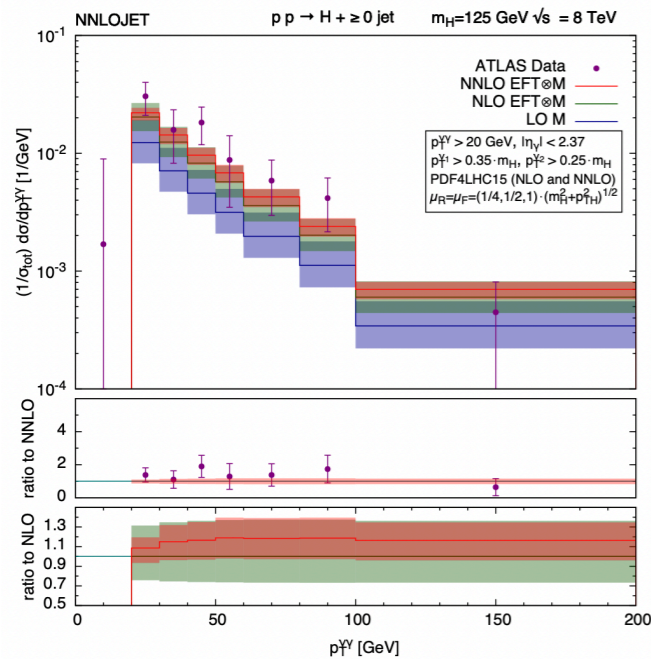 NNLOJET p p → H + ≥ 0 jet m_H=125 GeV √s = 8 TeV
ATLAS Data
NNLO EFT⊗M
NLO EFT⊗M
LO M
p_T^γγ > 20 GeV, |η_γ| < 2.37
p_T^γ1 > 0.35·m_H, p_T^γ2 > 0.25·m_H
PDF4LHC15 (NLO and NNLO)
μ_R=μ_F=(1/4,1/2,1)·(m_H^2+p_TH^2)^1/2
(1/σ_tot) dσ/dp_T^γγ [1/GeV]
10^-1
10^-2
10^-3
10^-4
ratio to NNLO
6
4
2
0
ratio to NLO
1.3
1.1
0.9
0.7
0.5
0 50 100 150 200
p_T^γγ [GeV]